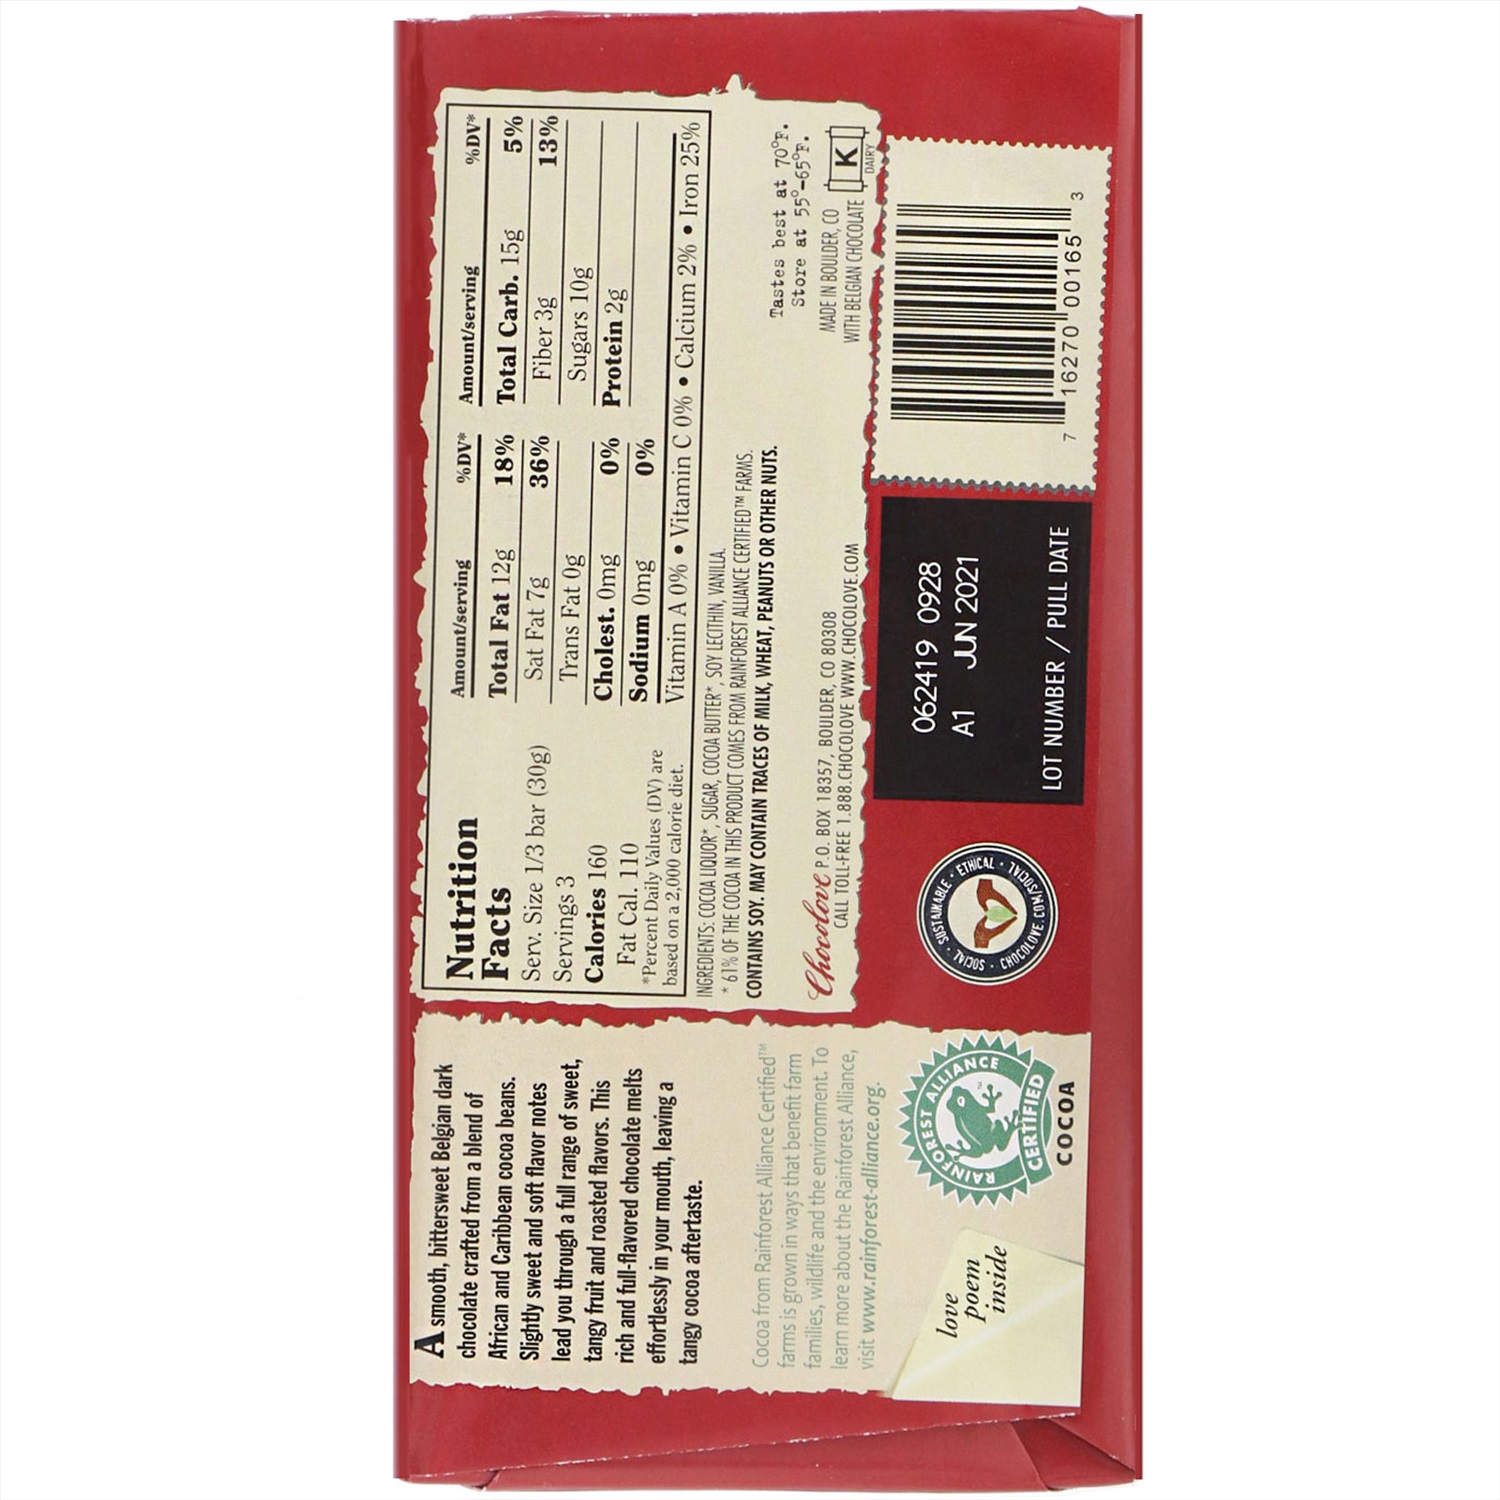 A smooth, bittersweet Belgian dark
chocolate crafted from a blend of
African and Caribbean cocoa beans.
Slightly sweet and soft flavor notes
lead you through a full range of sweet,
tangy fruit and roasted flavors. This
rich and full-flavored chocolate melts
effortlessly in your mouth, leaving a
tangy cocoa aftertaste.
Cocoa from Rainforest Alliance Certified™
farms is grown in ways that benefit farm
families, wildlife and the environment. To
learn more about the Rainforest Alliance,
visit www.rainforest-alliance.org.
love
poem
inside
RAINFOREST ALLIANCE
CERTIFIED
TM
COCOA
Nutrition
Facts
Serv. Size 1/3 bar (30g)
Servings 3
Calories 160
Fat Cal. 110
*Percent Daily Values (DV) are
based on a 2,000 calorie diet.
Amount/serving %DV*
Total Fat 12g 18%
Sat Fat 7g 36%
Trans Fat 0g
Cholest. 0mg 0%
Sodium 0mg 0%
Amount/serving %DV*
Total Carb. 15g 5%
Fiber 3g 13%
Sugars 10g
Protein 2g
Vitamin A 0% • Vitamin C 0% • Calcium 2% • Iron 25%
INGREDIENTS: COCOA LIQUOR*, SUGAR, COCOA BUTTER*, SOY LECITHIN, VANILLA.
* 61% OF THE COCOA IN THIS PRODUCT COMES FROM RAINFOREST ALLIANCE CERTIFIED™ FARMS.
CONTAINS SOY. MAY CONTAIN TRACES OF MILK, WHEAT, PEANUTS OR OTHER NUTS.
Tastes best at 70°F.
Store at 55°-65°F.
Chocolove P.O. BOX 18357, BOULDER, CO 80308
CALL TOLL-FREE 1.888.CHOCOLOVE WWW.CHOCOLOVE.COM
MADE IN BOULDER, CO
WITH BELGIAN CHOCOLATE
K
DAIRY
SOCIAL · SUSTAINABLE · ETHICAL ·
CHOCOLOVE.COM/SOCIAL
062419 0928
A1 JUN 2021
LOT NUMBER / PULL DATE
7 16270 00165 3